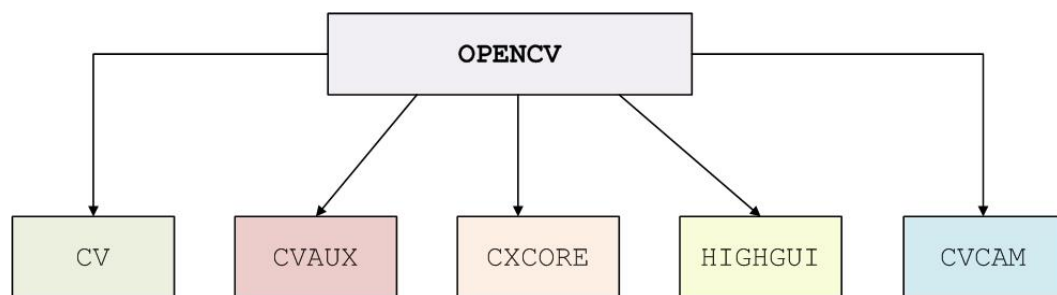 OPENCV
CV
CVAUX
CXCORE
HIGHGUI
CVCAM